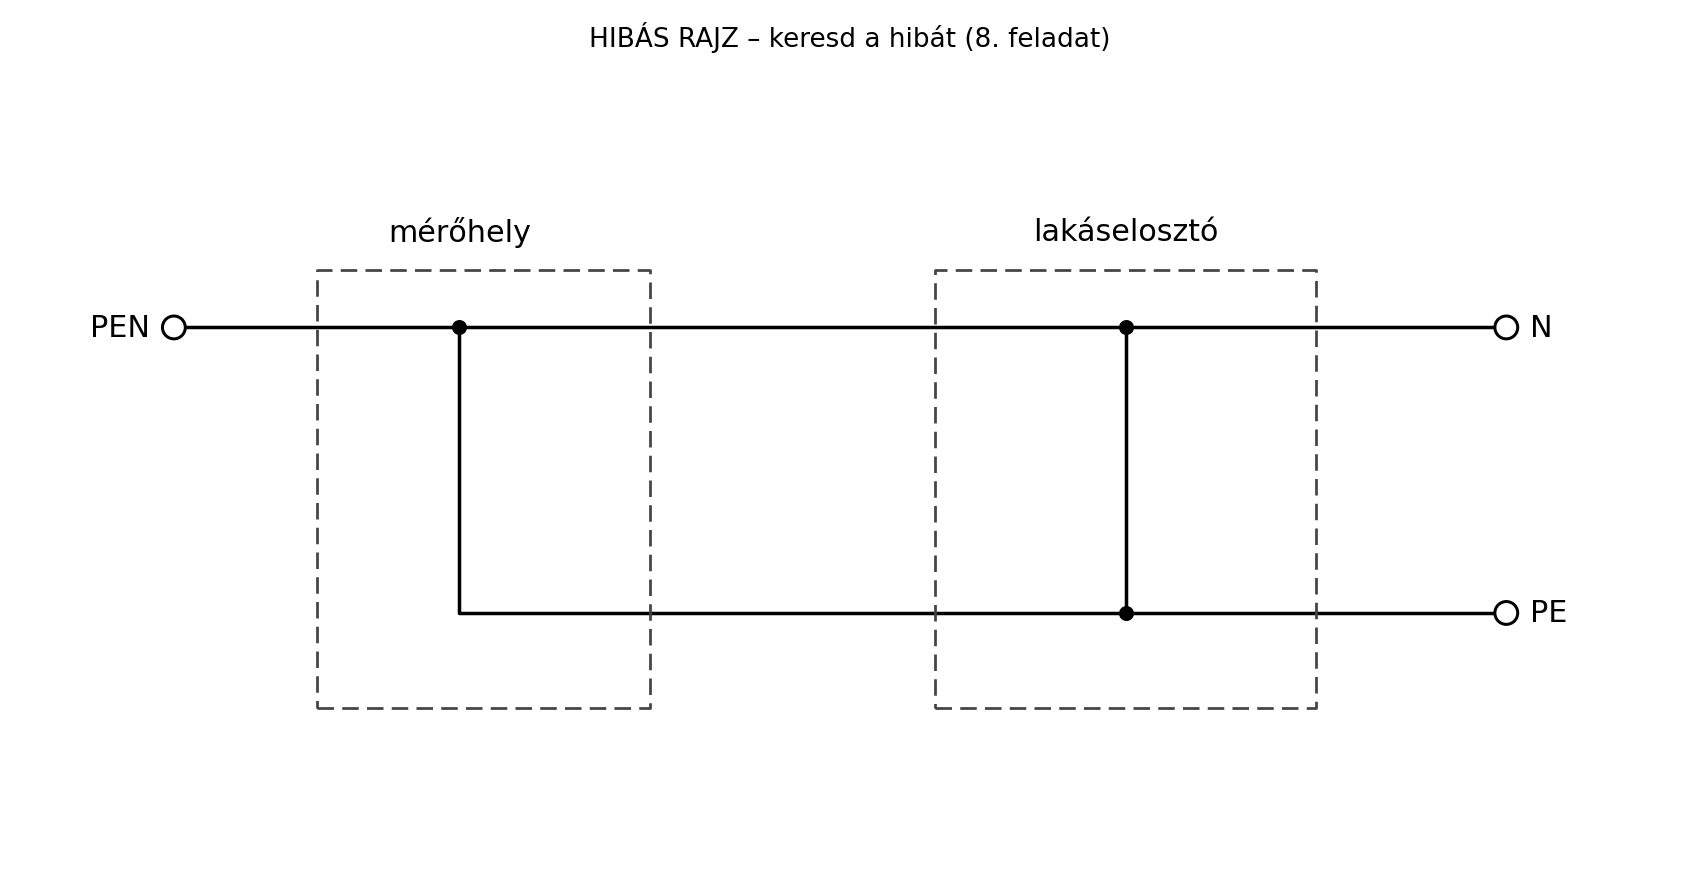 HIBÁS RAJZ – keresd a hibát (8. feladat)
mérőhely
lakáselosztó
PEN
N
PE